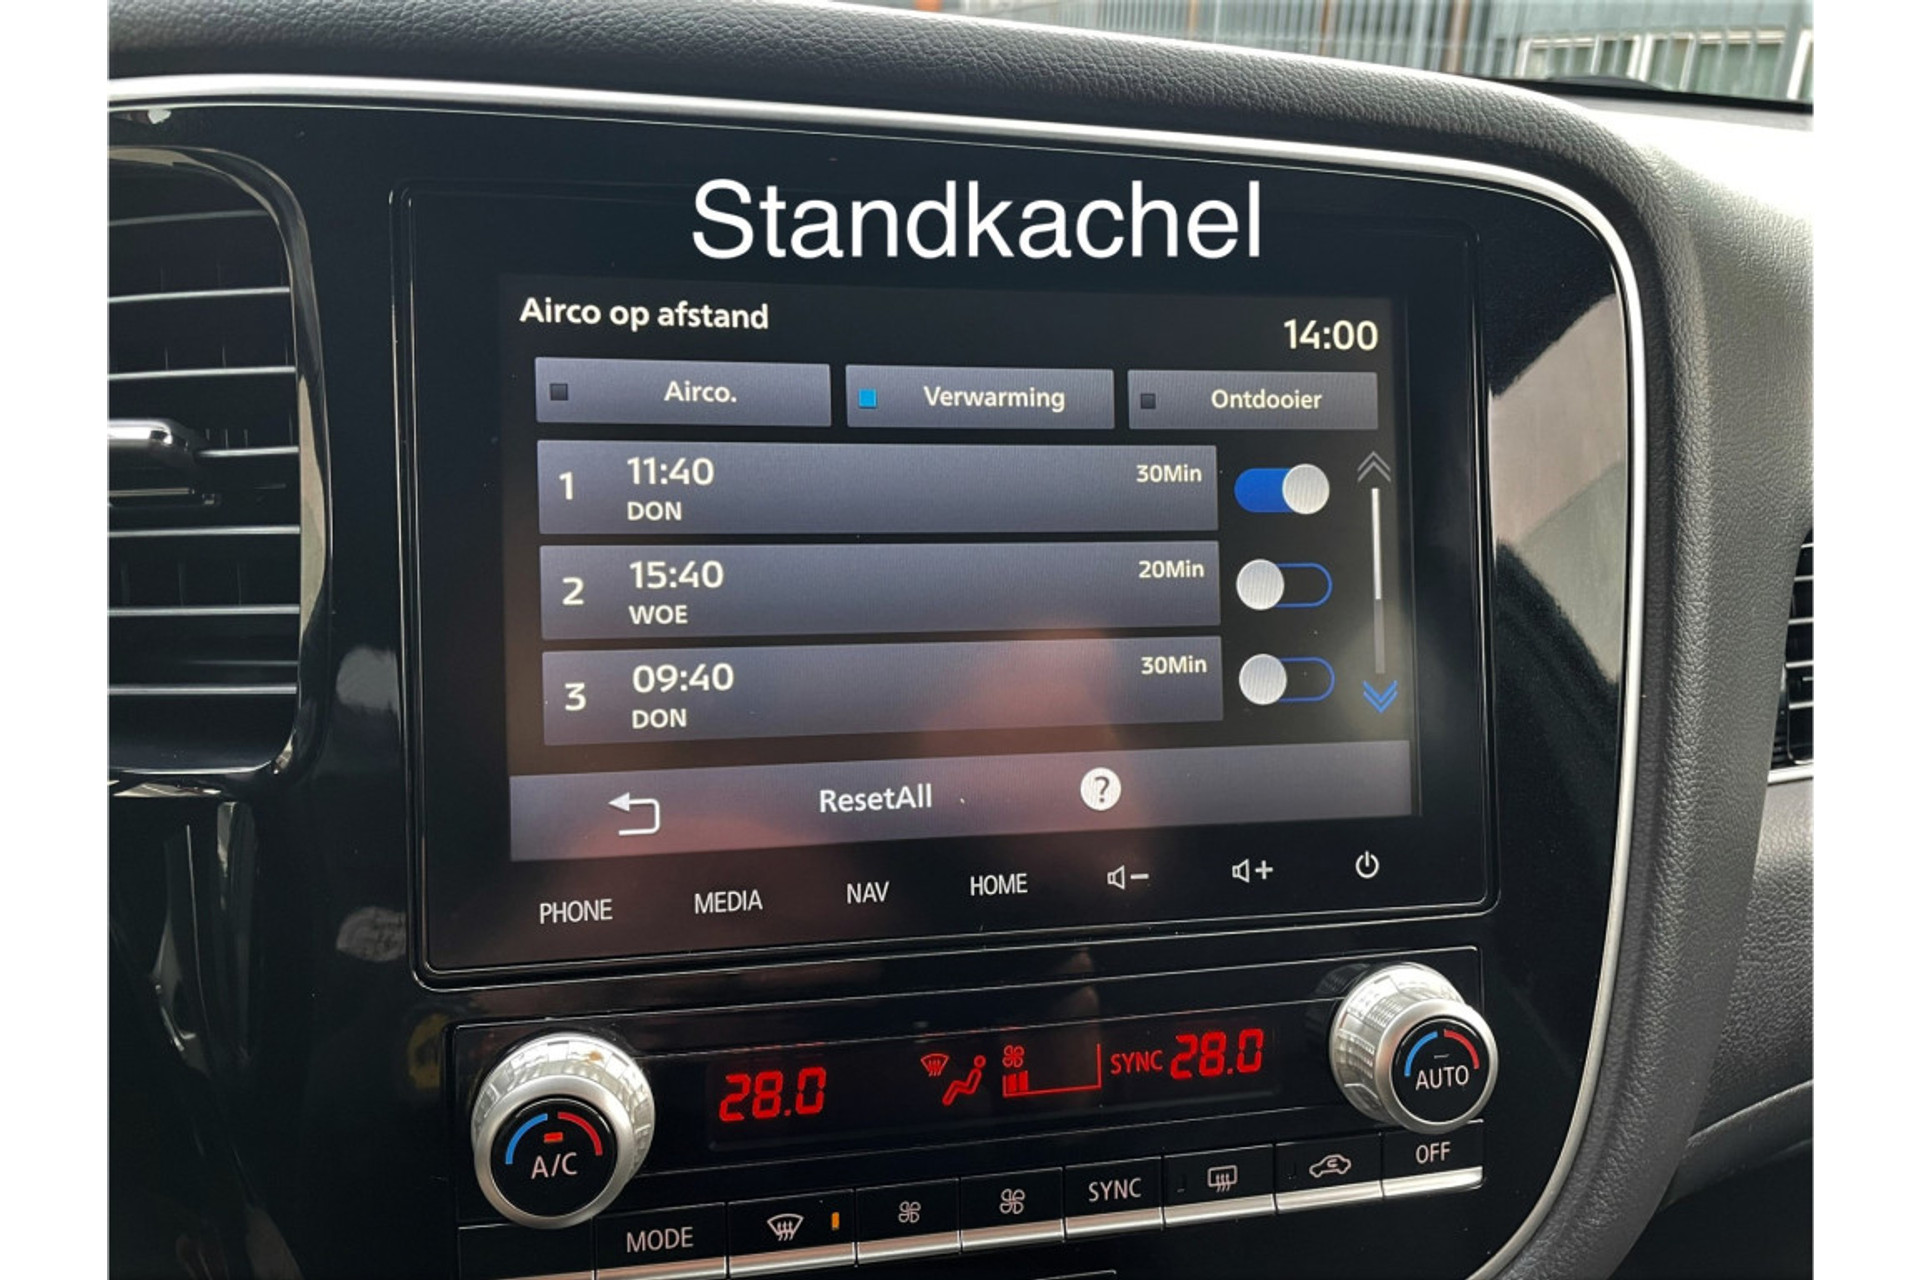 Standkachel
Airco op afstand
14:00
Airco. Verwarming Ontdooier
1 11:40 30Min
DON
2 15:40 20Min
WOE
3 09:40 30Min
DON
ResetAll ?
PHONE MEDIA NAV HOME
28.0 SYNC 28.0
A/C AUTO
MODE SYNC OFF